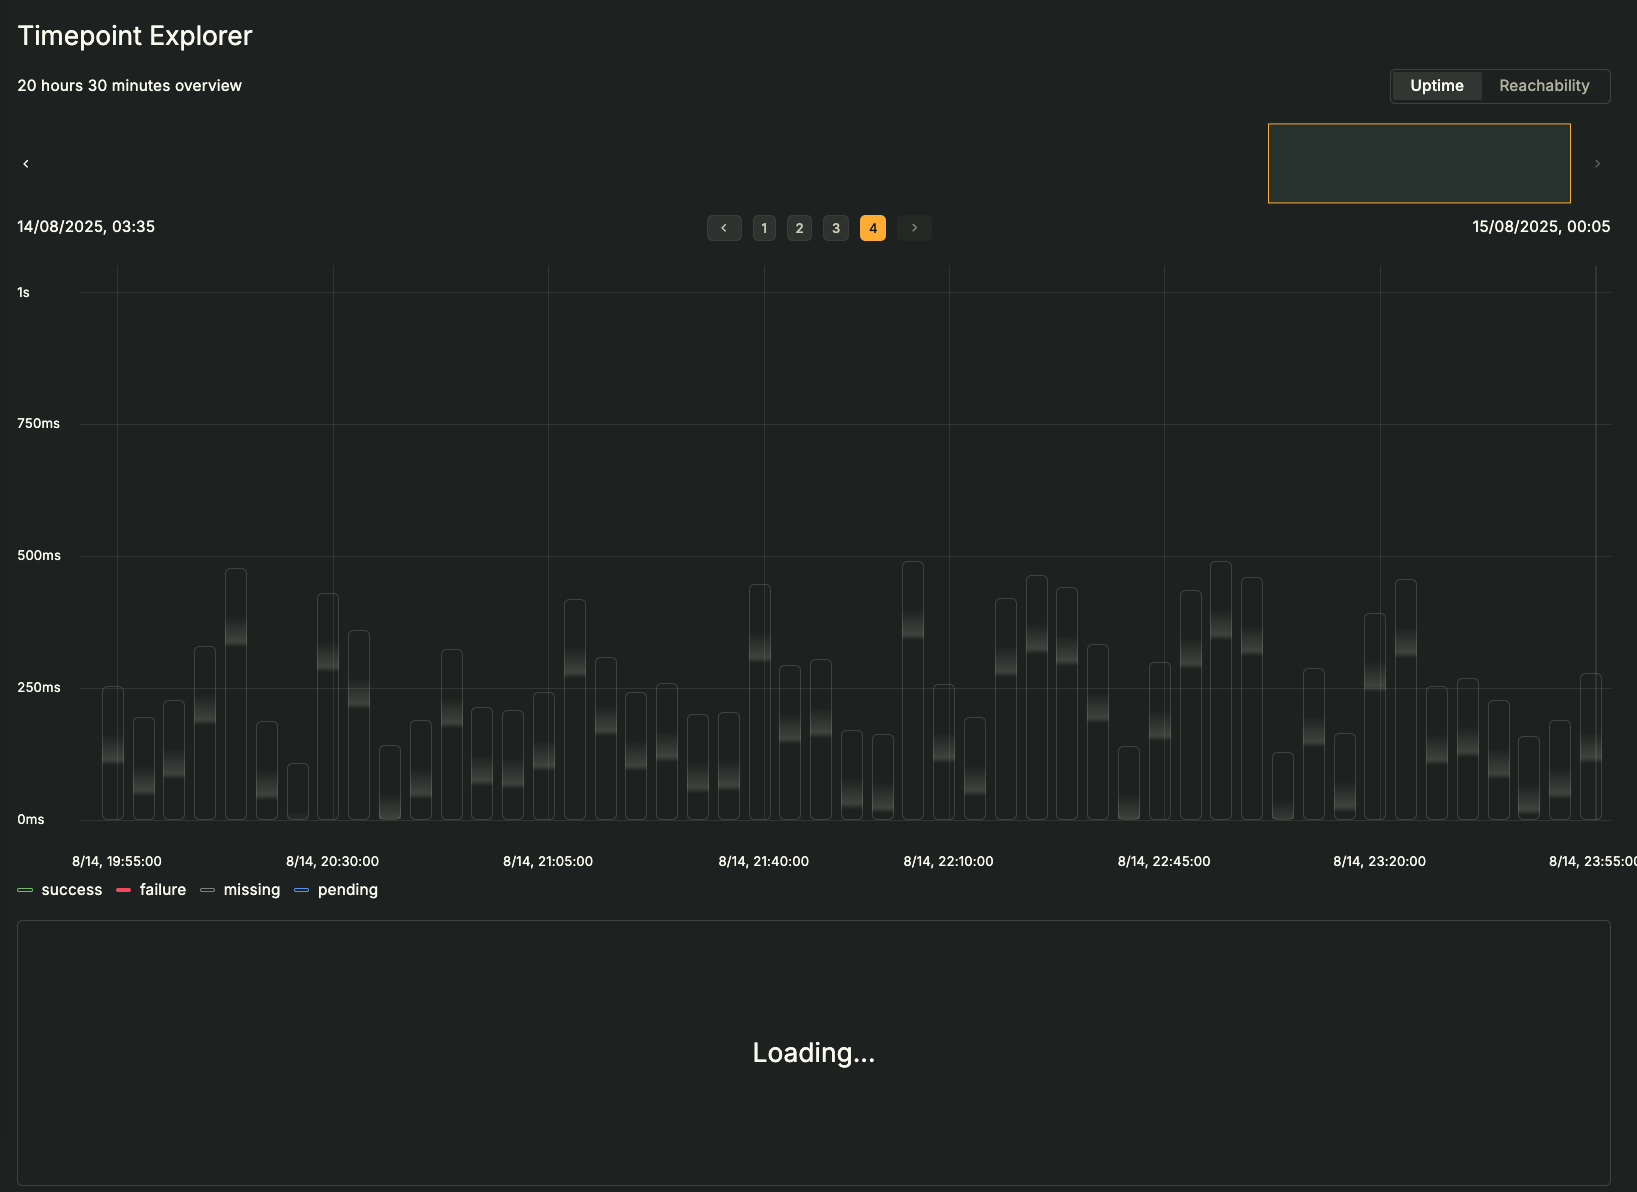 Timepoint Explorer
20 hours 30 minutes overview
Uptime Reachability
14/08/2025, 03:35
1 2 3 4
15/08/2025, 00:05
1s
750ms
500ms
250ms
0ms
8/14, 19:55:00 8/14, 20:30:00 8/14, 21:05:00 8/14, 21:40:00 8/14, 22:10:00 8/14, 22:45:00 8/14, 23:20:00 8/14, 23:55:00
success failure missing pending
Loading...